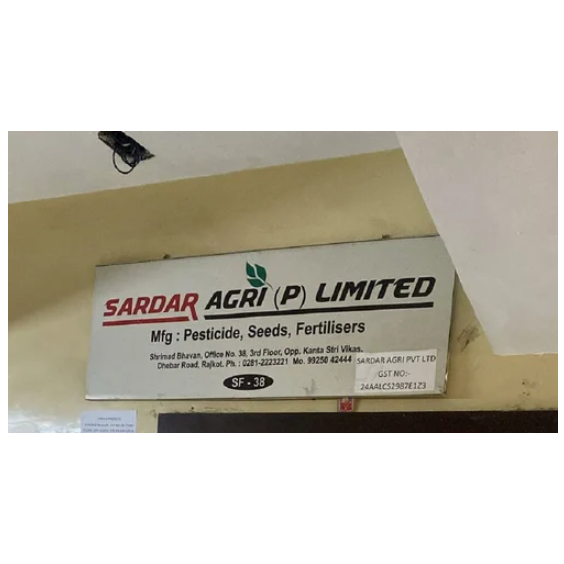 SARDAR AGRI (P) LIMITED
Mfg : Pesticide, Seeds, Fertilisers
Shrimad Bhavan, Office No. 38, 3rd Floor, Opp. Kanta Stri Vikas,
Dhebar Road, Rajkot. Ph. : 0281-2223221 Mo. 99250 42444
SF - 38
SARDAR AGRI PVT LTD
GST NO:-
24AALCS2987E1Z3